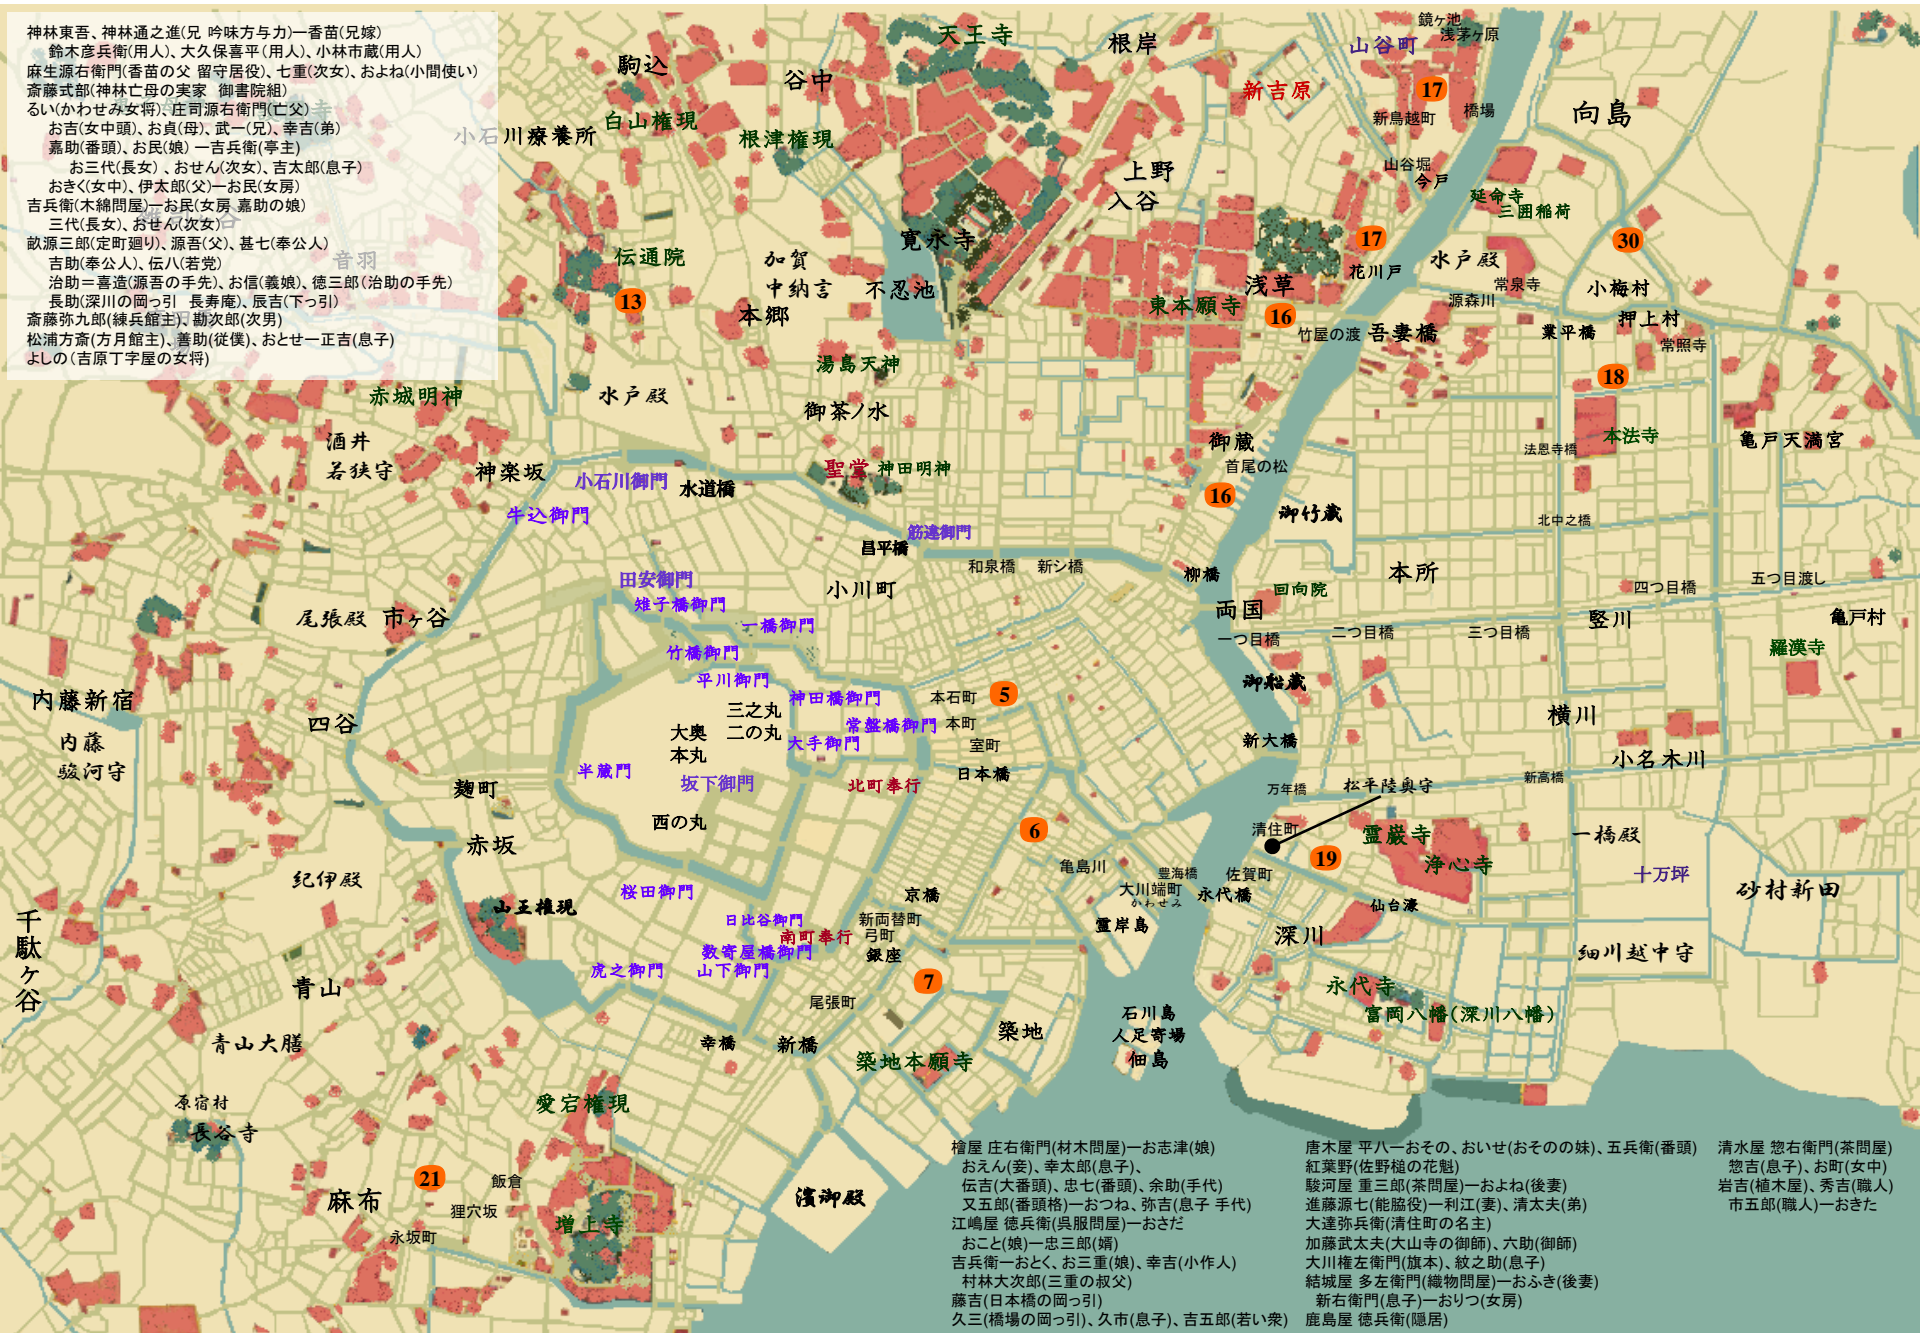 神林東吾、神林通之進(兄 吟味方与力)―香苗(兄嫁)
鈴木彦兵衛(用人)、大久保喜平(用人)、小林市蔵(用人)
麻生源右衛門(香苗の父 留守居役)、七重(次女)、およね(小間使い)
斎藤式部(神林亡母の実家 御書院組)
るい(かわせみ女将)、庄司源右衛門(亡父)
お吉(女中頭)、お貞(母)、武一(兄)、幸吉(弟)
嘉助(番頭)、お民(娘) ―吉兵衛(亭主)
お三代(長女) 、おせん(次女)、吉太郎(息子)
おきく(女中)、伊太郎(父)―お民(女房)
吉兵衛(木綿問屋)―お民(女房 嘉助の娘)
三代(長女)、おせん(次女)
畝源三郎(定町廻り)、源吾(父)、甚七(奉公人)
吉助(奉公人)、伝八(若党)
治助＝喜造(源吾の手先)、お信(義娘)、徳三郎(治助の手先)
長助(深川の岡っ引 長寿庵)、辰吉(下っ引)
斎藤弥九郎(練兵館主)、勘次郎(次男)
松浦方斎(方月館主)、善助(従僕)、おとせ―正吉(息子)
よしの(吉原丁字屋の女将)
音羽
小石川療養所
駒込
白山権現
谷中
根津権現
天王寺
根岸
新吉原
山谷町
鏡ヶ池
浅茅ヶ原
17
新鳥越町
橋場
向島
上野
入谷
山谷堀
今戸
延命寺
三囲稲荷
伝通院
13
加賀
中納言
本郷
寛永寺
不忍池
東本願寺
浅草
16
17
花川戸
水戸殿
竹屋の渡
吾妻橋
源森川
常泉寺
30
小梅村
業平橋
押上村
常照寺
18
赤城明神
酒井
若狭守
神楽坂
水戸殿
湯島天神
御茶ノ水
聖堂
神田明神
小石川御門
水道橋
牛込御門
筋違御門
昌平橋
御蔵
首尾の松
16
御竹蔵
法恩寺橋
本法寺
亀戸天満宮
北中之橋
和泉橋
新シ橋
柳橋
小川町
田安御門
雉子橋御門
一橋御門
竹橋御門
平川御門
神田橋御門
常盤橋御門
大手御門
三之丸
二の丸
大奥
本丸
坂下御門
半蔵門
西の丸
両国
回向院
本所
一つ目橋
二つ目橋
三つ目橋
四つ目橋
五つ目渡し
竪川
亀戸村
羅漢寺
尾張殿
市ヶ谷
内藤新宿
内藤
駿河守
四谷
麹町
赤坂
本石町
5
本町
室町
日本橋
北町奉行
御船蔵
新大橋
横川
小名木川
新高橋
万年橋
松平陸奥守
清住町
霊巌寺
浄心寺
19
一橋殿
十万坪
砂村新田
6
亀島川
豊海橋
大川端町
かわせみ
永代橋
佐賀町
霊岸島
仙台濠
深川
細川越中守
紀伊殿
山王権現
桜田御門
日比谷御門
南町奉行
数寄屋橋御門
山下御門
虎之御門
京橋
新両替町
弓町
銀座
7
尾張町
千駄ヶ谷
青山
青山大膳
幸橋
新橋
築地
築地本願寺
石川島
人足寄場
佃島
永代寺
富岡八幡(深川八幡)
原宿村
長谷寺
愛宕権現
21
麻布
飯倉
狸穴坂
永坂町
増上寺
濱御殿
檜屋 庄右衛門(材木問屋)―お志津(娘)
おえん(妾)、幸太郎(息子)、
伝吉(大番頭)、忠七(番頭)、余助(手代)
又五郎(番頭格)―おつね、弥吉(息子 手代)
江嶋屋 徳兵衛(呉服問屋)―おさだ
おこと(娘)―忠三郎(婿)
吉兵衛―おとく、お三重(娘)、幸吉(小作人)
村林大次郎(三重の叔父)
藤吉(日本橋の岡っ引)
久三(橋場の岡っ引)、久市(息子)、吉五郎(若い衆)
唐木屋 平八―おその、おいせ(おそのの妹)、五兵衛(番頭)
紅葉野(佐野槌の花魁)
駿河屋 重三郎(茶問屋)―およね(後妻)
進藤源七(能脇役)―利江(妻)、清太夫(弟)
大達弥兵衛(清住町の名主)
加藤武太夫(大山寺の御師)、六助(御師)
大川権左衛門(旗本)、紋之助(息子)
結城屋 多左衛門(織物問屋)―おふき(後妻)
新右衛門(息子)―おりつ(女房)
鹿島屋 徳兵衛(隠居)
清水屋 惣右衛門(茶問屋)
惣吉(息子)、お町(女中)
岩吉(植木屋)、秀吉(職人)
市五郎(職人)―おきた